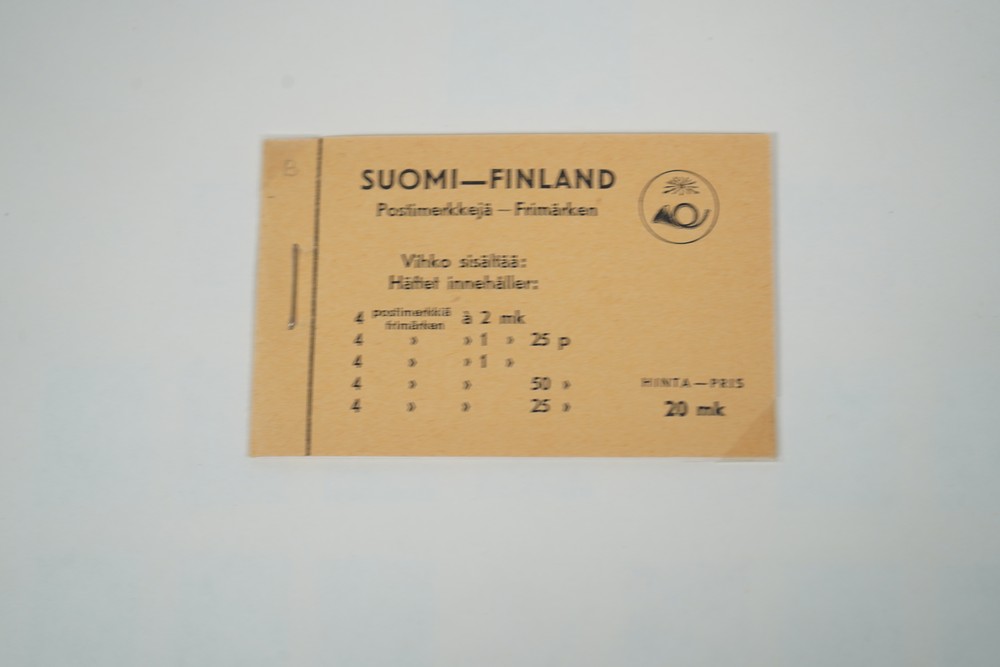 B
SUOMI—FINLAND
Postimerkkejä — Frimärken
Vihko sisältää:
Häftet innehåller:
4 postimerkkiä à 2 mk
frimärken
4 » » 1 » 25 p
4 » » 1 »
4 » » 50 »
4 » » 25 »
HINTA—PRIS
20 mk